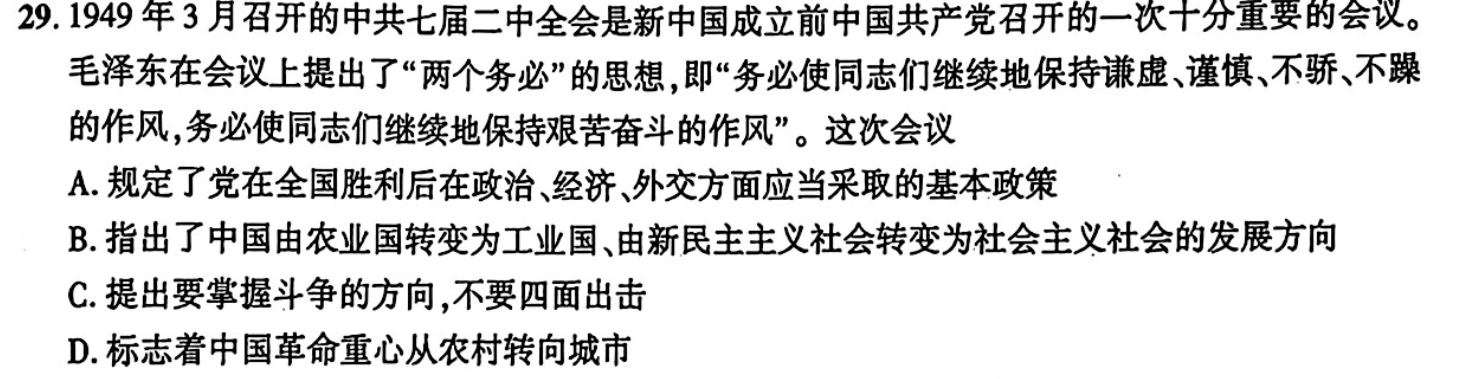 29. 1949 年 3 月召开的中共七届二中全会是新中国成立前中国共产党召开的一次十分重要的会议。
毛泽东在会议上提出了“两个务必”的思想,即“务必使同志们继续地保持谦虚、谨慎、不骄、不躁
的作风,务必使同志们继续地保持艰苦奋斗的作风”。这次会议
A. 规定了党在全国胜利后在政治、经济、外交方面应当采取的基本政策
B. 指出了中国由农业国转变为工业国、由新民主主义社会转变为社会主义社会的发展方向
C. 提出要掌握斗争的方向,不要四面出击
D. 标志着中国革命重心从农村转向城市